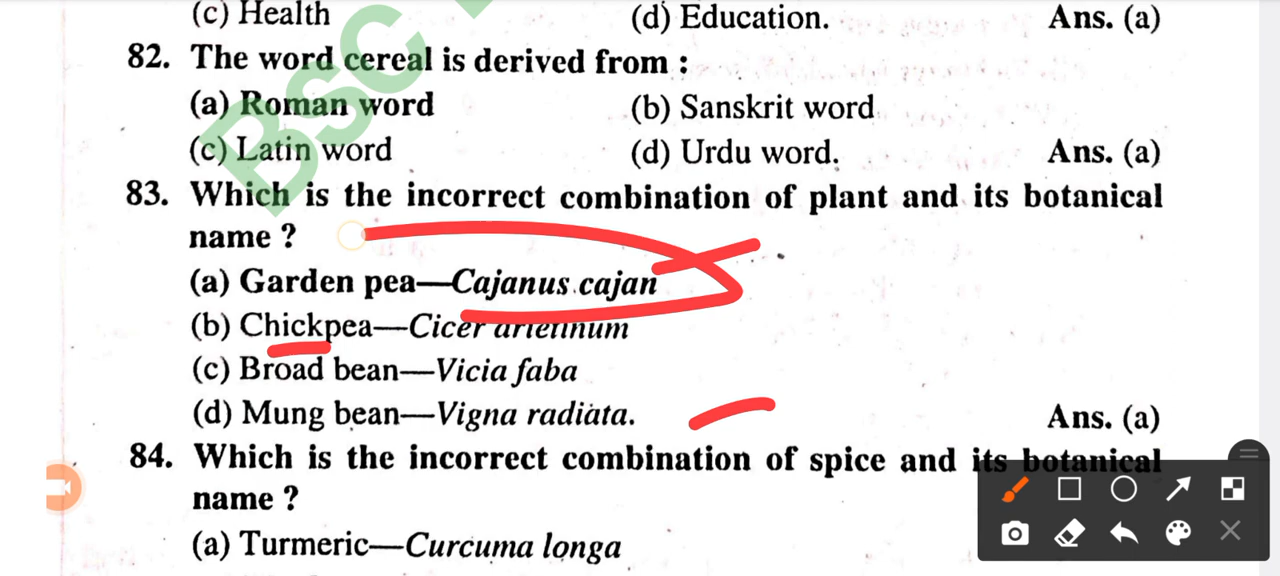 (c) Health (d) Education. Ans. (a)
82. The word cereal is derived from :
(a) Roman word (b) Sanskrit word
(c) Latin word (d) Urdu word. Ans. (a)
83. Which is the incorrect combination of plant and its botanical
name ?
(a) Garden pea—Cajanus cajan
(b) Chickpea—Cicer arietinum
(c) Broad bean—Vicia faba
(d) Mung bean—Vigna radiata. Ans. (a)
84. Which is the incorrect combination of spice and its botanical
name ?
(a) Turmeric—Curcuma longa
BSC